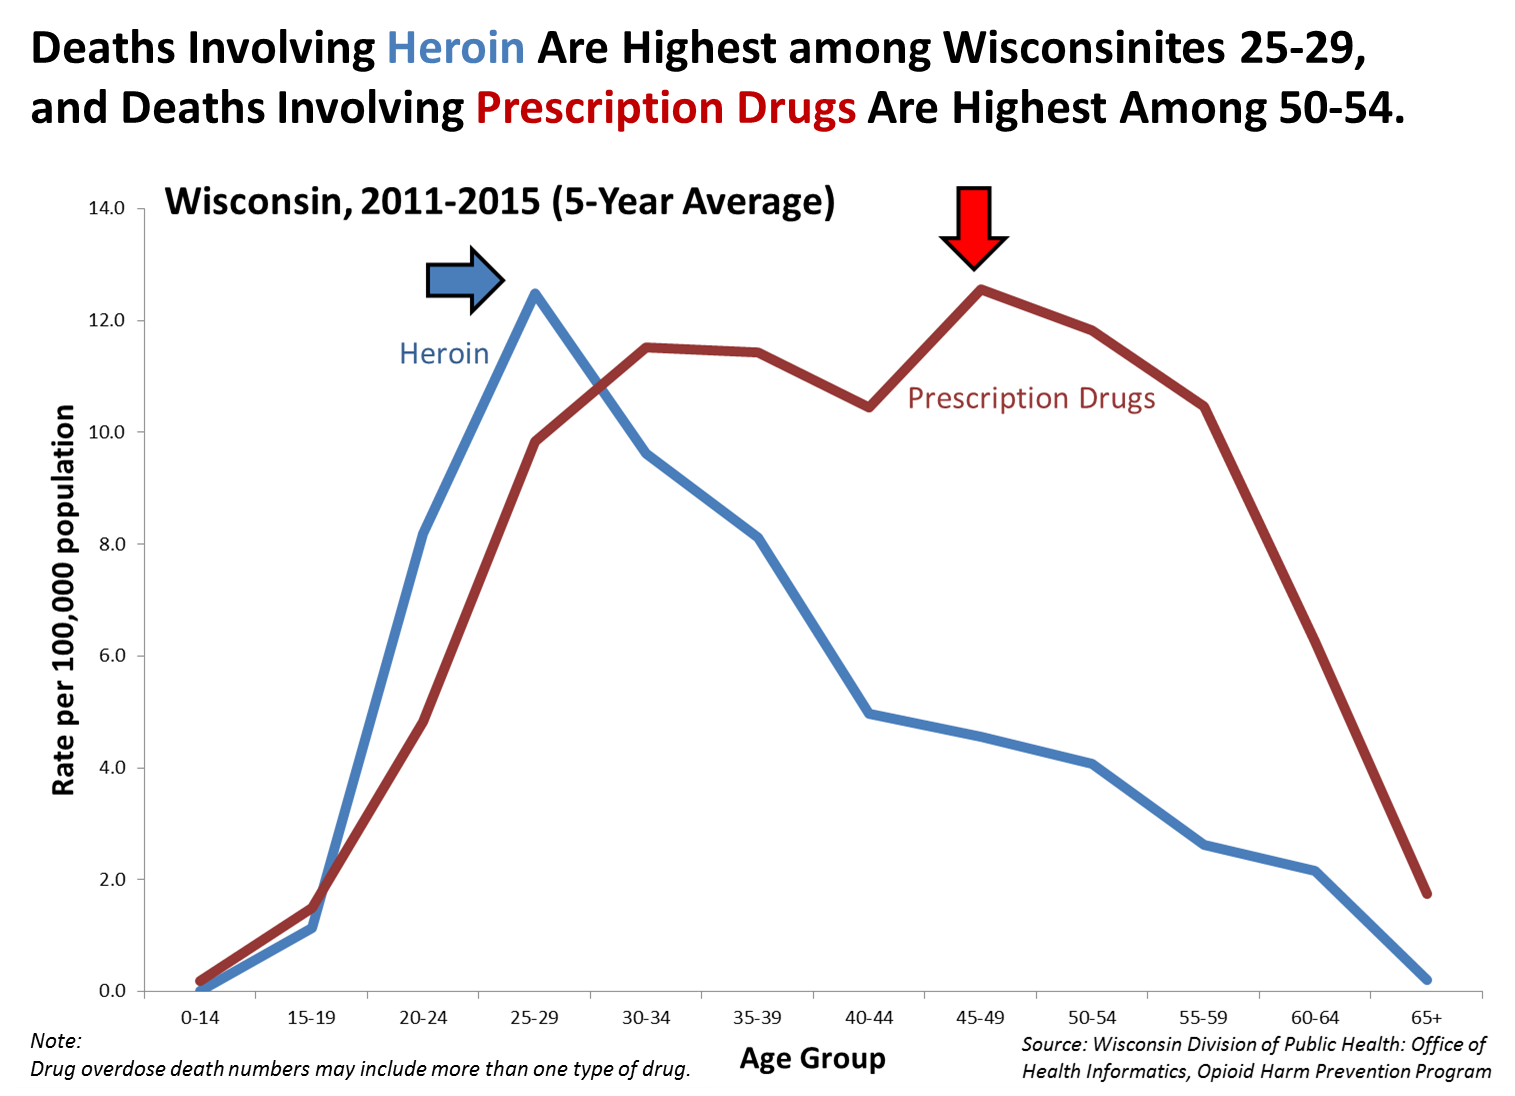 Deaths Involving Heroin Are Highest among Wisconsinites 25-29,
and Deaths Involving Prescription Drugs Are Highest Among 50-54.
Wisconsin, 2011-2015 (5-Year Average)
14.0
12.0
10.0
8.0
6.0
4.0
2.0
0.0
Rate per 100,000 population
Heroin
Prescription Drugs
0-14 15-19 20-24 25-29 30-34 35-39 40-44 45-49 50-54 55-59 60-64 65+
Age Group
Note:
Drug overdose death numbers may include more than one type of drug.
Source: Wisconsin Division of Public Health: Office of
Health Informatics, Opioid Harm Prevention Program